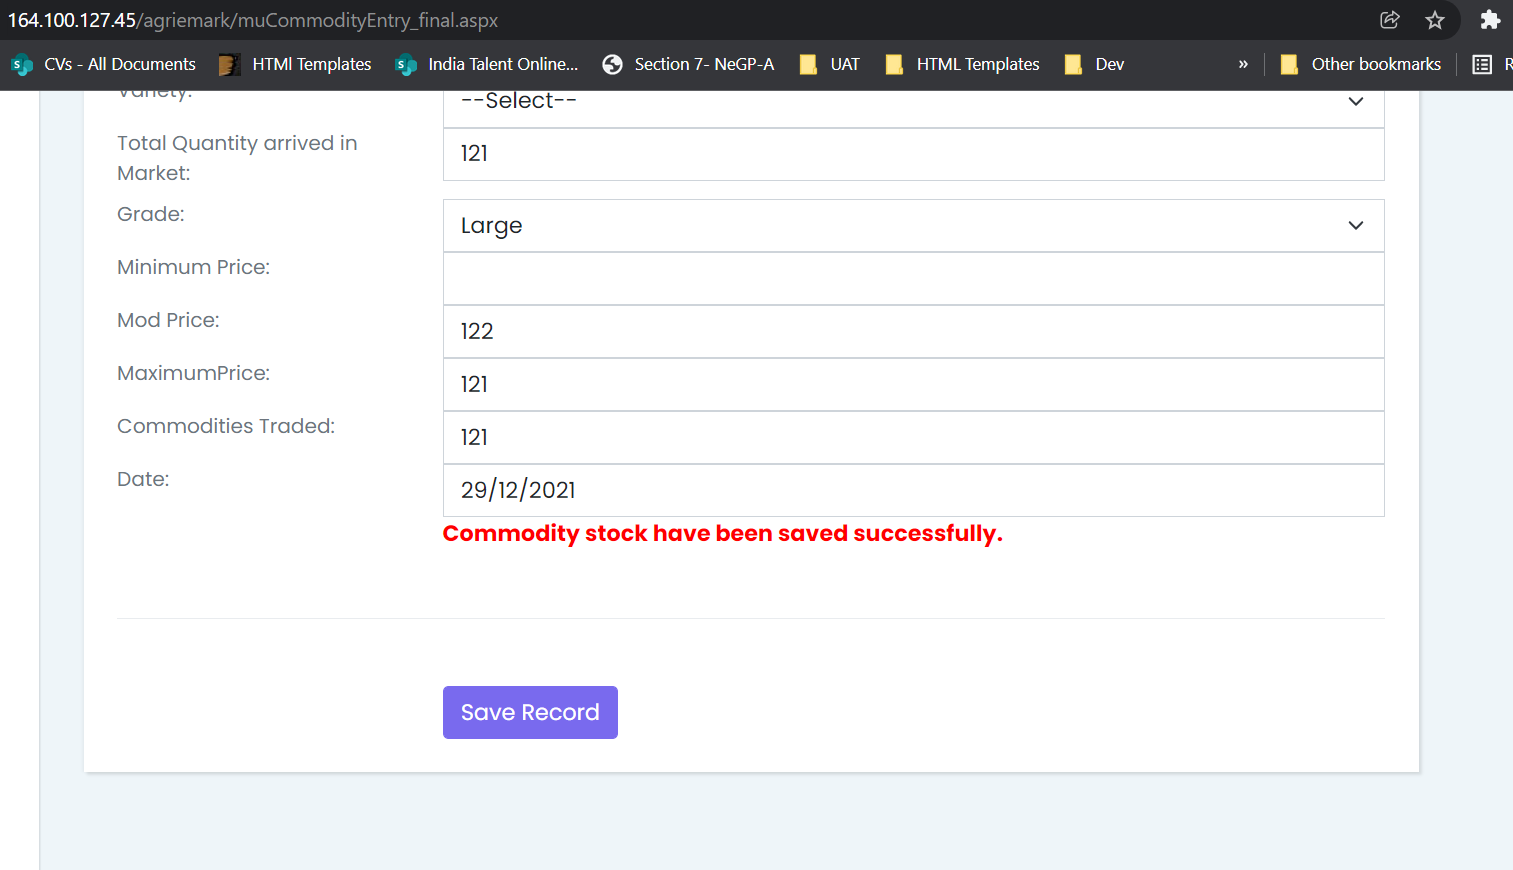 164.100.127.45/agriemark/muCommodityEntry_final.aspx
CVs - All Documents HTMl Templates India Talent Online... Section 7- NeGP-A UAT HTML Templates Dev » Other bookmarks R
Variety: --Select--
Total Quantity arrived in
Market:
121
Grade: Large
Minimum Price:
Mod Price: 122
MaximumPrice: 121
Commodities Traded: 121
Date: 29/12/2021
Commodity stock have been saved successfully.
Save Record